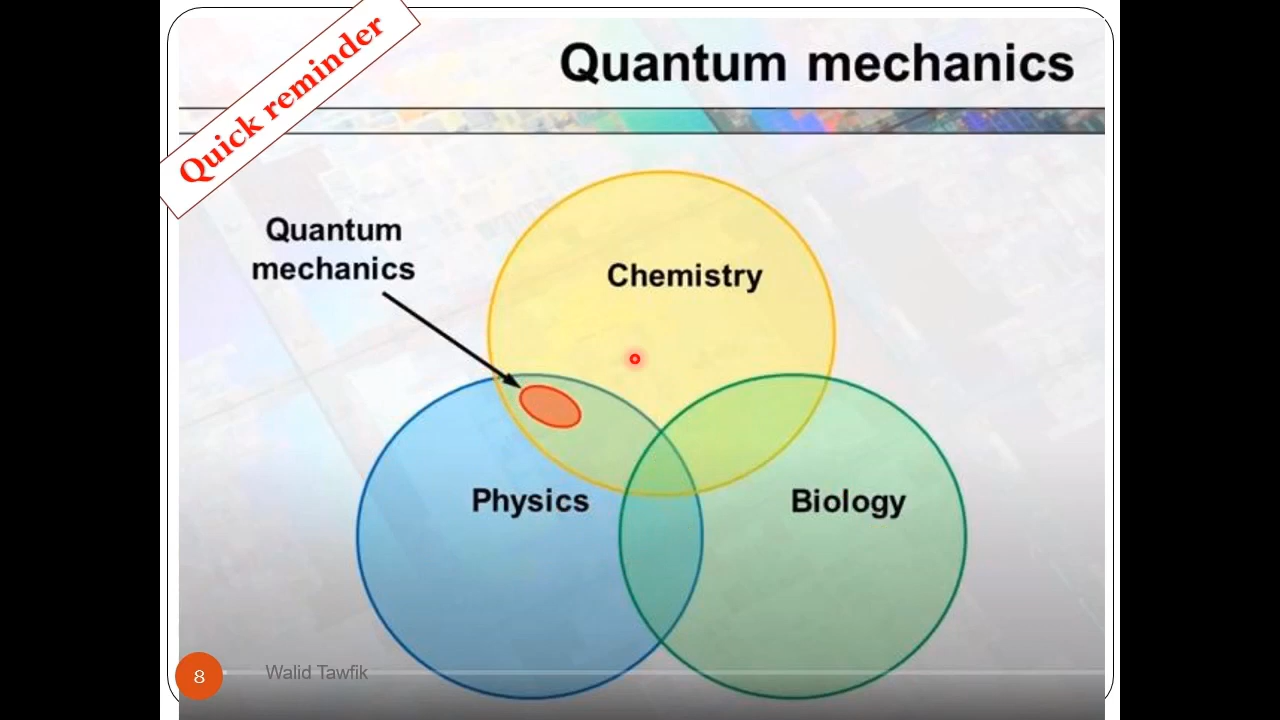 Quick reminder
Quantum mechanics
Quantum
mechanics
Chemistry
Physics
Biology
8
Walid Tawfik